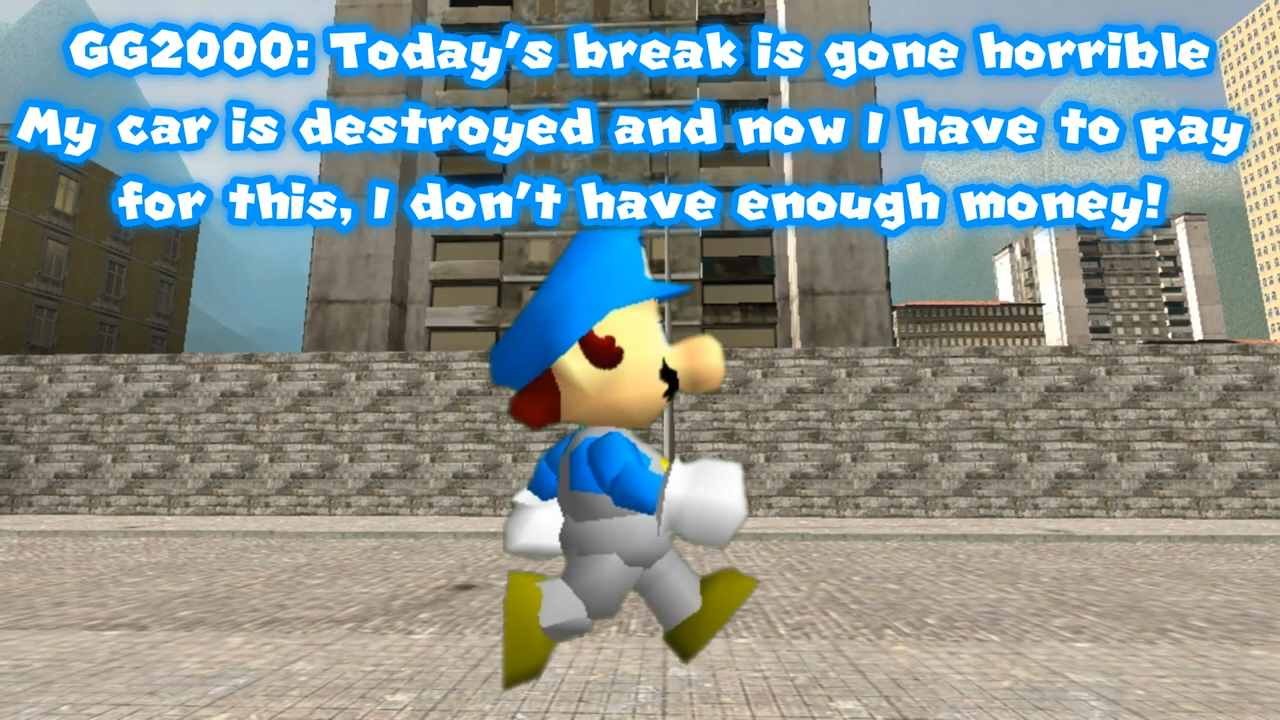 GG2000: Today's break is gone horrible
My car is destroyed and now I have to pay
for this, I don't have enough money!